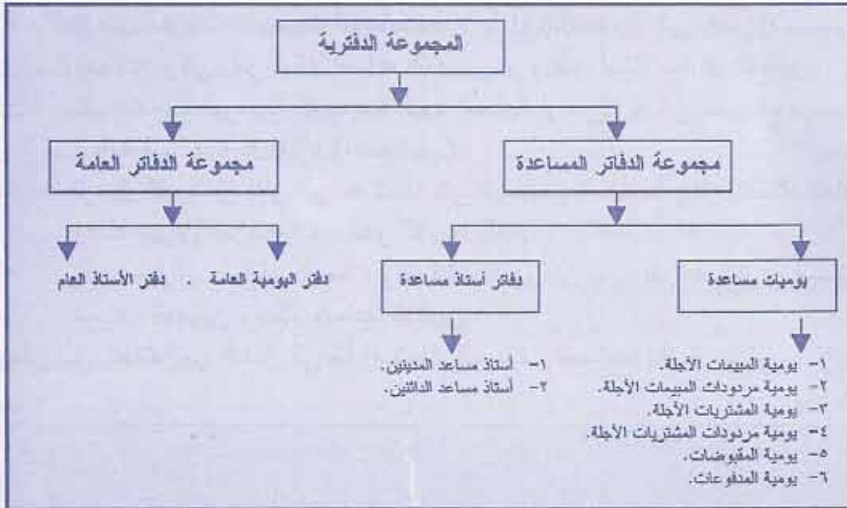 المجموعة الدفترية
مجموعة الدفاتر المساعدة
مجموعة الدفاتر العامة
يوميات مساعدة
دفاتر أستاذ مساعدة
دفتر اليومية العامة .
دفتر الأستاذ العام
١- يومية المبيعات الآجلة.
٢- يومية مردودات المبيعات الآجلة.
٣- يومية المشتريات الآجلة.
٤- يومية مردودات المشتريات الآجلة.
٥- يومية المقبوضات.
٦- يومية المدفوعات.
١- أستاذ مساعد المدينين.
٢- أستاذ مساعد الدائنين.